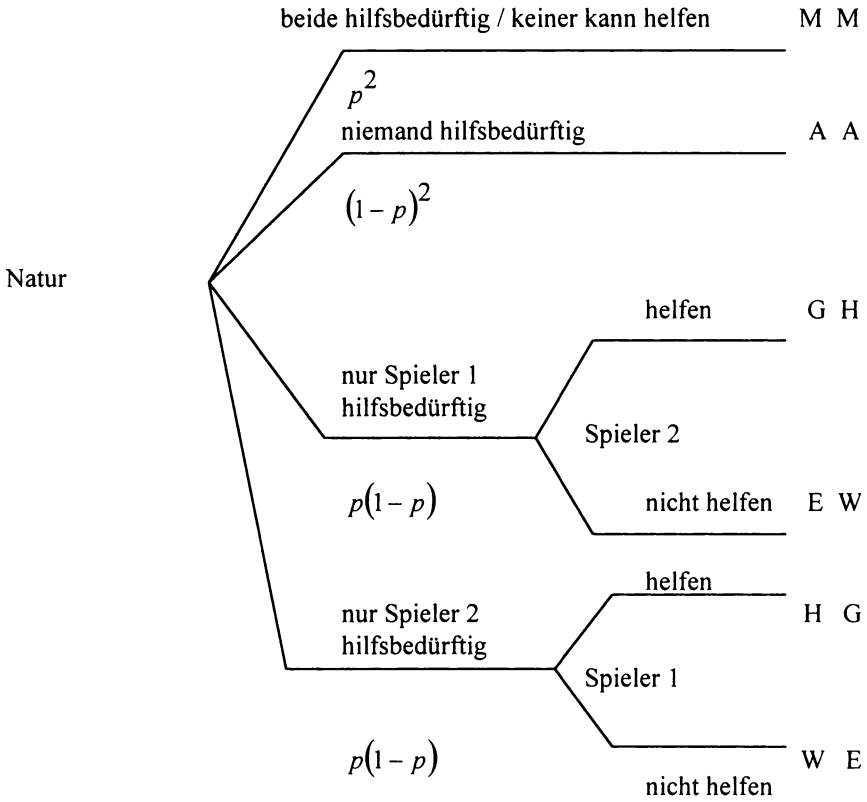 beide hilfsbedürftig / keiner kann helfen M M
p²
niemand hilfsbedürftig A A
(1 – p)²
Natur
helfen G H
nur Spieler 1
hilfsbedürftig
Spieler 2
p(1 – p)
nicht helfen E W
helfen
nur Spieler 2
hilfsbedürftig
H G
Spieler 1
p(1 – p)
W E
nicht helfen